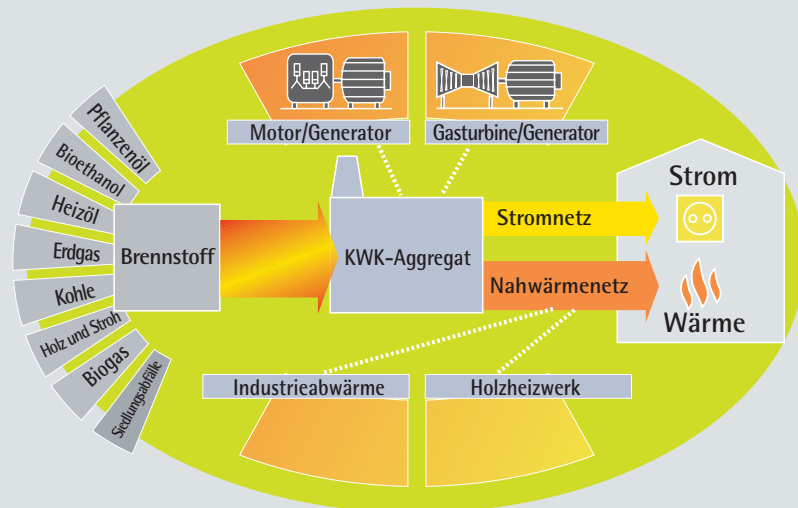 Motor/Generator
Gasturbine/Generator
Pflanzenöl
Bioethanol
Heizöl
Erdgas
Kohle
Holz und Stroh
Biogas
Siedlungsabfälle
Brennstoff
KWK-Aggregat
Stromnetz
Nahwärmenetz
Strom
Wärme
Industrieabwärme
Holzheizwerk